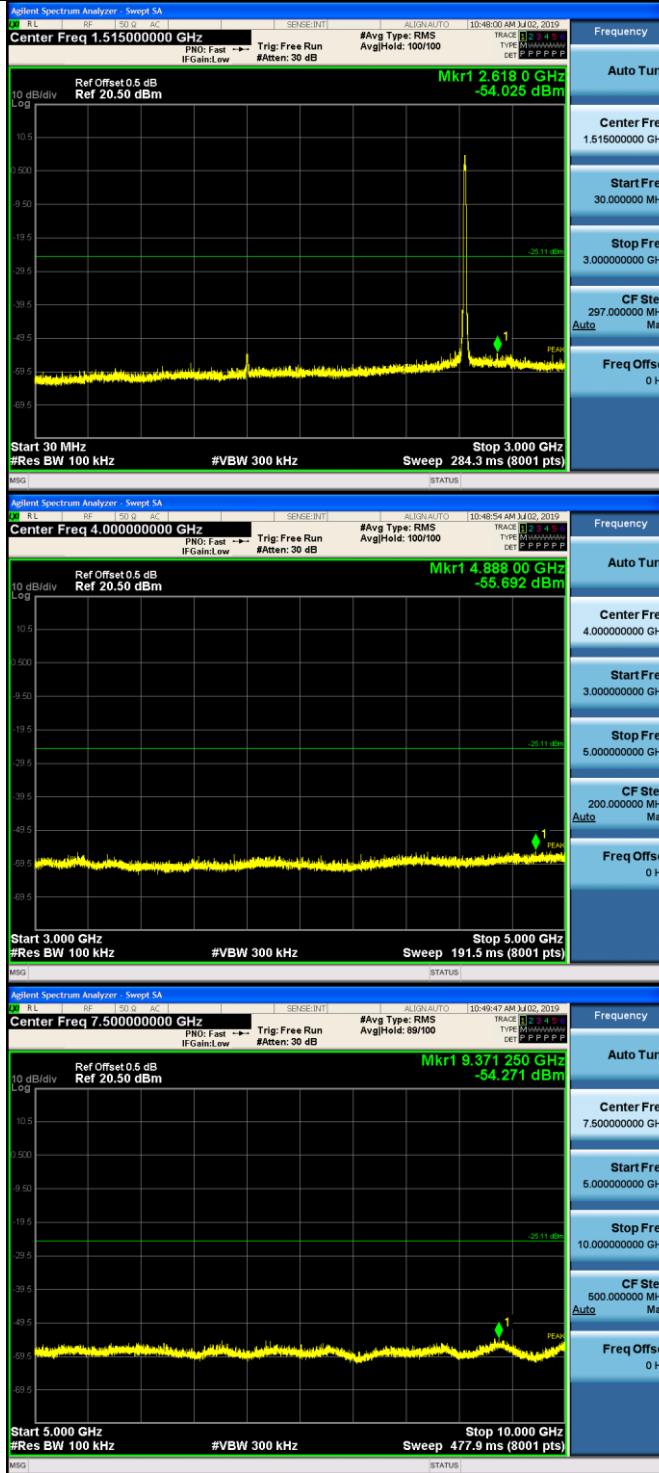 Agilent Spectrum Analyzer - Swept SA
RL RF 50 Ω AC SENSE:INT ALIGNAUTO 10:48:00 AM Jul 02, 2019
Center Freq 1.515000000 GHz
#Avg Type: RMS
TRACE 1 2 3 4 5 6
PNO: Fast Trig: Free Run Avg|Hold: 100/100 TYPE M
IFGain:Low #Atten: 30 dB DET P P P P P P
Mkr1 2.618 0 GHz
-54.025 dBm
Ref Offset 0.5 dB
10 dB/div Ref 20.50 dBm
Log
10.5
0.500
-9.50
-19.5
-25.11 dBm
-29.5
-39.5
-49.5
1
PEAK
-59.5
-69.5
Start 30 MHz Stop 3.000 GHz
#Res BW 100 kHz #VBW 300 kHz Sweep 284.3 ms (8001 pts)
MSG STATUS
Frequency
Auto Tun
Center Fre
1.515000000 GH
Start Fre
30.000000 MH
Stop Fre
3.000000000 GH
CF Ste
297.000000 MH
Auto Ma
Freq Offse
0 H
Agilent Spectrum Analyzer - Swept SA
RL RF 50 Ω AC SENSE:INT ALIGNAUTO 10:48:54 AM Jul 02, 2019
Center Freq 4.000000000 GHz
#Avg Type: RMS
TRACE 1 2 3 4 5 6
PNO: Fast Trig: Free Run Avg|Hold: 100/100 TYPE M
IFGain:Low #Atten: 30 dB DET P P P P P P
Mkr1 4.888 00 GHz
-55.692 dBm
Ref Offset 0.5 dB
10 dB/div Ref 20.50 dBm
Log
10.5
0.500
-9.50
-19.5
-25.11 dBm
-29.5
-39.5
-49.5
1
PEAK
-59.5
-69.5
Start 3.000 GHz Stop 5.000 GHz
#Res BW 100 kHz #VBW 300 kHz Sweep 191.5 ms (8001 pts)
MSG STATUS
Frequency
Auto Tun
Center Fre
4.000000000 GH
Start Fre
3.000000000 GH
Stop Fre
5.000000000 GH
CF Ste
200.000000 MH
Auto Ma
Freq Offse
0 H
Agilent Spectrum Analyzer - Swept SA
RL RF 50 Ω AC SENSE:INT ALIGNAUTO 10:49:47 AM Jul 02, 2019
Center Freq 7.500000000 GHz
#Avg Type: RMS
TRACE 1 2 3 4 5 6
PNO: Fast Trig: Free Run Avg|Hold: 89/100 TYPE M
IFGain:Low #Atten: 30 dB DET P P P P P P
Mkr1 9.371 250 GHz
-54.271 dBm
Ref Offset 0.5 dB
10 dB/div Ref 20.50 dBm
Log
10.5
0.500
-9.50
-19.5
-25.11 dBm
-29.5
-39.5
-49.5
1
PEAK
-59.5
-69.5
Start 5.000 GHz Stop 10.000 GHz
#Res BW 100 kHz #VBW 300 kHz Sweep 477.9 ms (8001 pts)
MSG STATUS
Frequency
Auto Tun
Center Fre
7.500000000 GH
Start Fre
5.000000000 GH
Stop Fre
10.000000000 GH
CF Ste
500.000000 MH
Auto Ma
Freq Offse
0 H